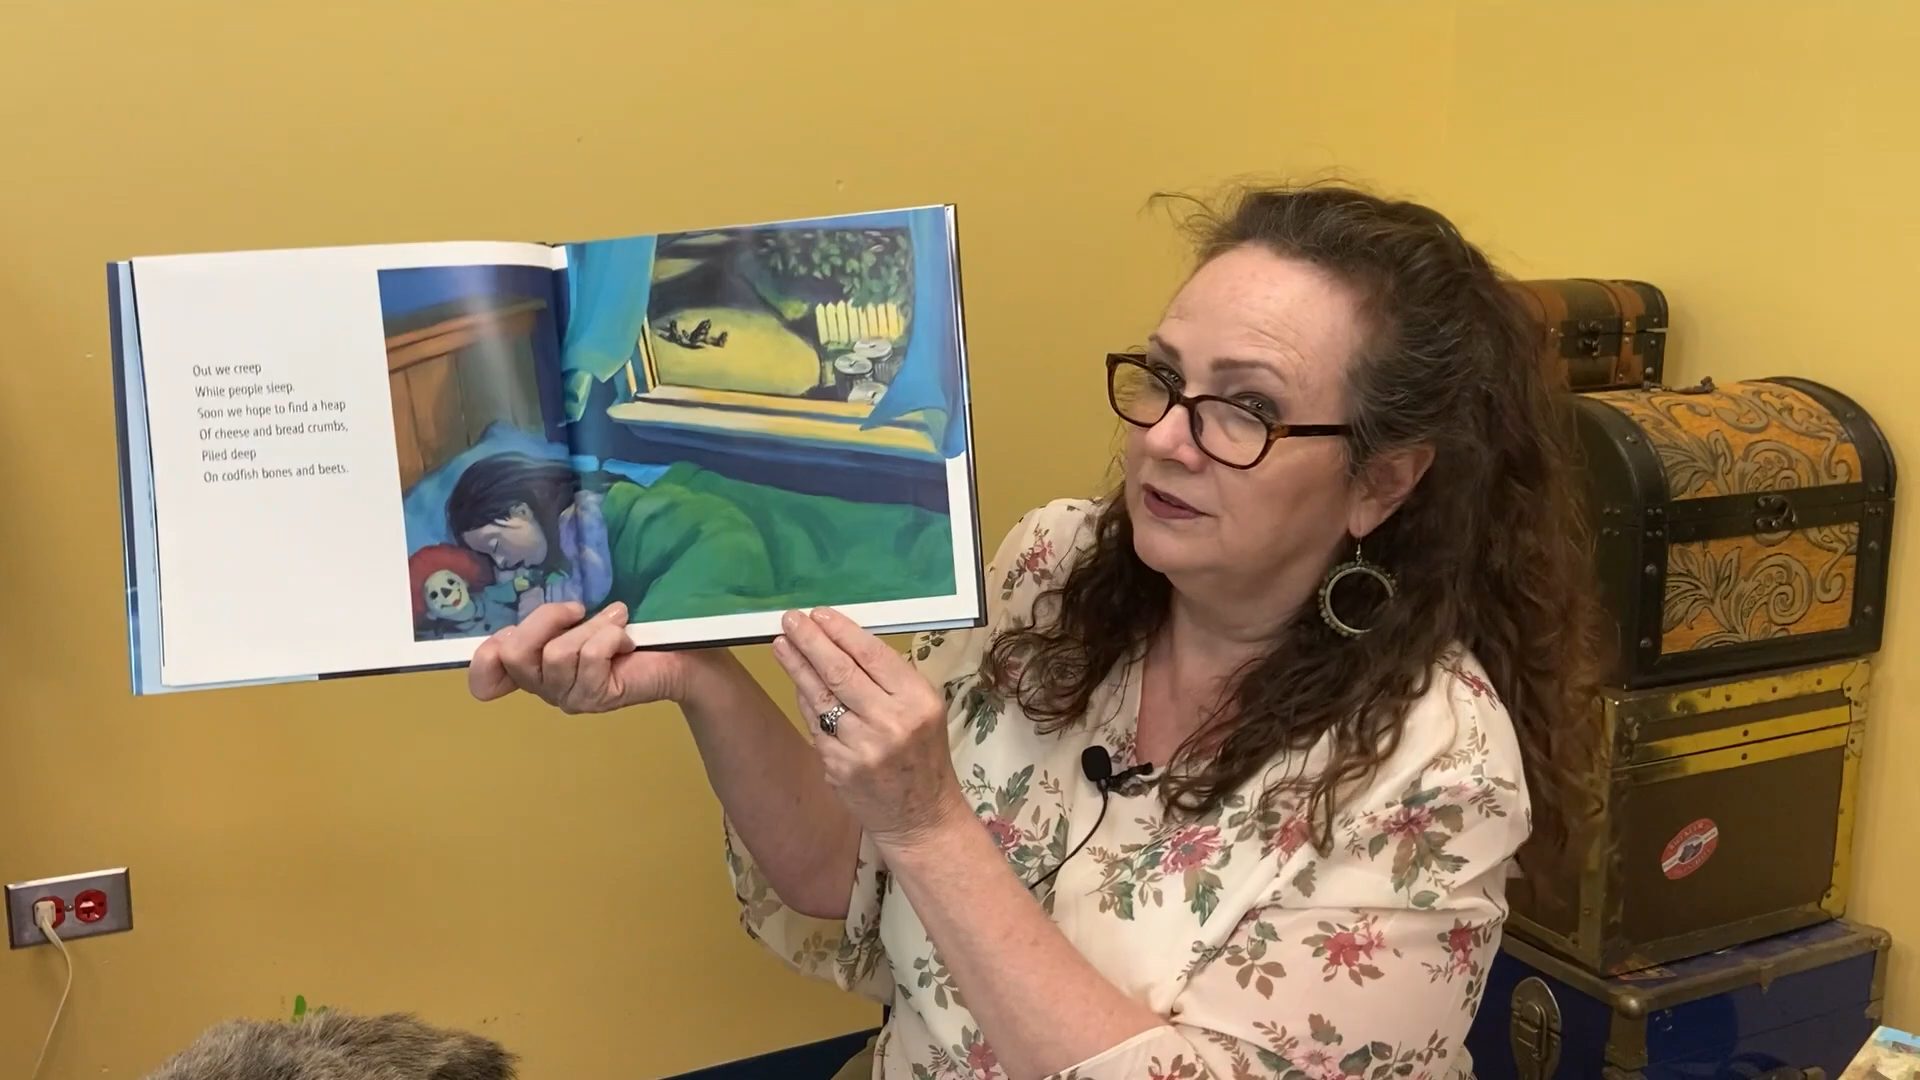 Out we creep
While people sleep.
Soon we hope to find a heap
Of cheese and bread crumbs,
Piled deep
On codfish bones and beets.